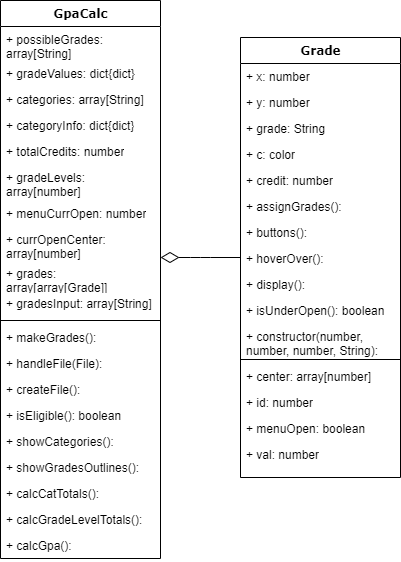 GpaCalc
+ possibleGrades:
array[String]
+ gradeValues: dict{dict}
+ categories: array[String]
+ categoryInfo: dict{dict}
+ totalCredits: number
+ gradeLevels:
array[number]
+ menuCurrOpen: number
+ currOpenCenter:
array[number]
+ grades:
array[array[Grade]]
+ gradesInput: array[String]
+ makeGrades():
+ handleFile(File):
+ createFile():
+ isEligible(): boolean
+ showCategories():
+ showGradesOutlines():
+ calcCatTotals():
+ calcGradeLevelTotals():
+ calcGpa():
Grade
+ x: number
+ y: number
+ grade: String
+ c: color
+ credit: number
+ assignGrades():
+ buttons():
+ hoverOver():
+ display():
+ isUnderOpen(): boolean
+ constructor(number,
number, number, String):
+ center: array[number]
+ id: number
+ menuOpen: boolean
+ val: number